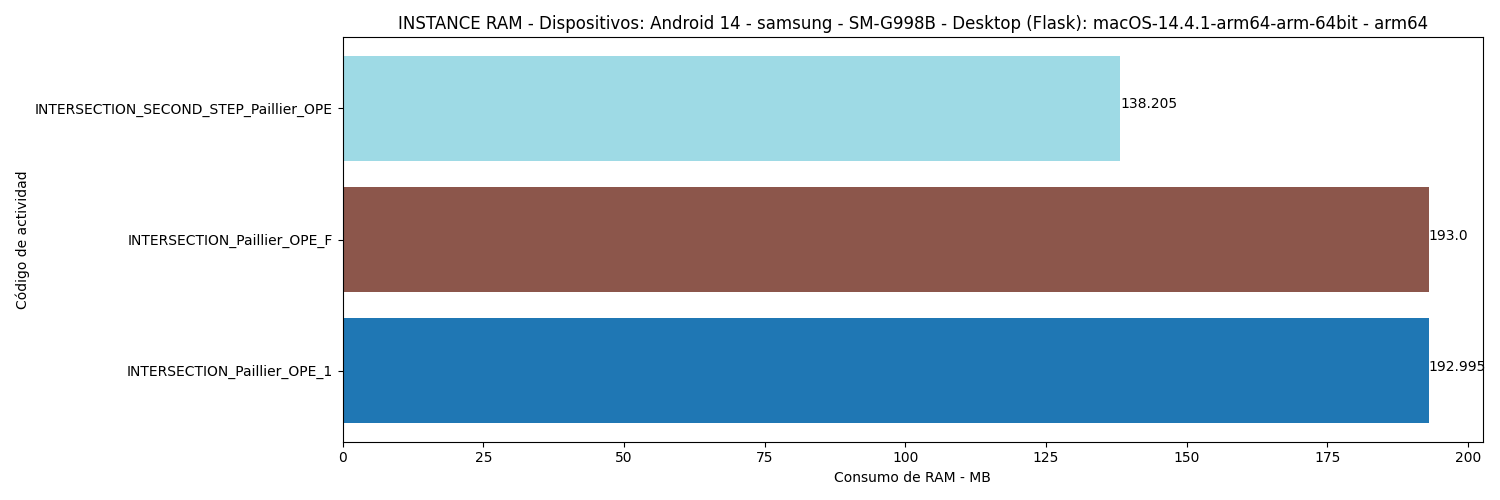 INSTANCE RAM - Dispositivos: Android 14 - samsung - SM-G998B - Desktop (Flask): macOS-14.4.1-arm64-arm-64bit - arm64
Código de actividad
INTERSECTION_SECOND_STEP_Paillier_OPE
138.205
INTERSECTION_Paillier_OPE_F
193.0
INTERSECTION_Paillier_OPE_1
192.995
0 25 50 75 100 125 150 175 200
Consumo de RAM - MB